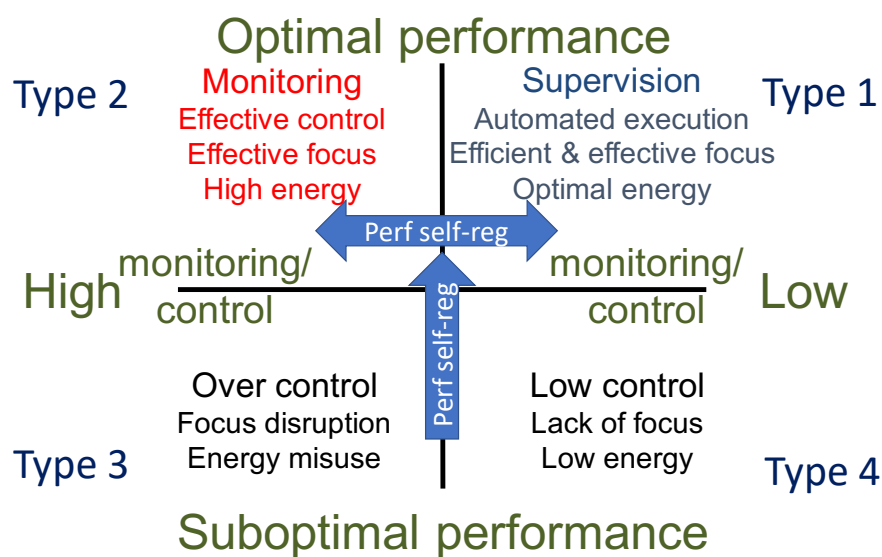 Optimal performance
Type 2
Monitoring
Effective control
Effective focus
High energy
Supervision
Automated execution
Efficient & effective focus
Optimal energy
Type 1
Perf self-reg
High
monitoring/
control
Perf self-reg
monitoring/
control
Low
Over control
Focus disruption
Energy misuse
Type 3
Low control
Lack of focus
Low energy
Type 4
Suboptimal performance